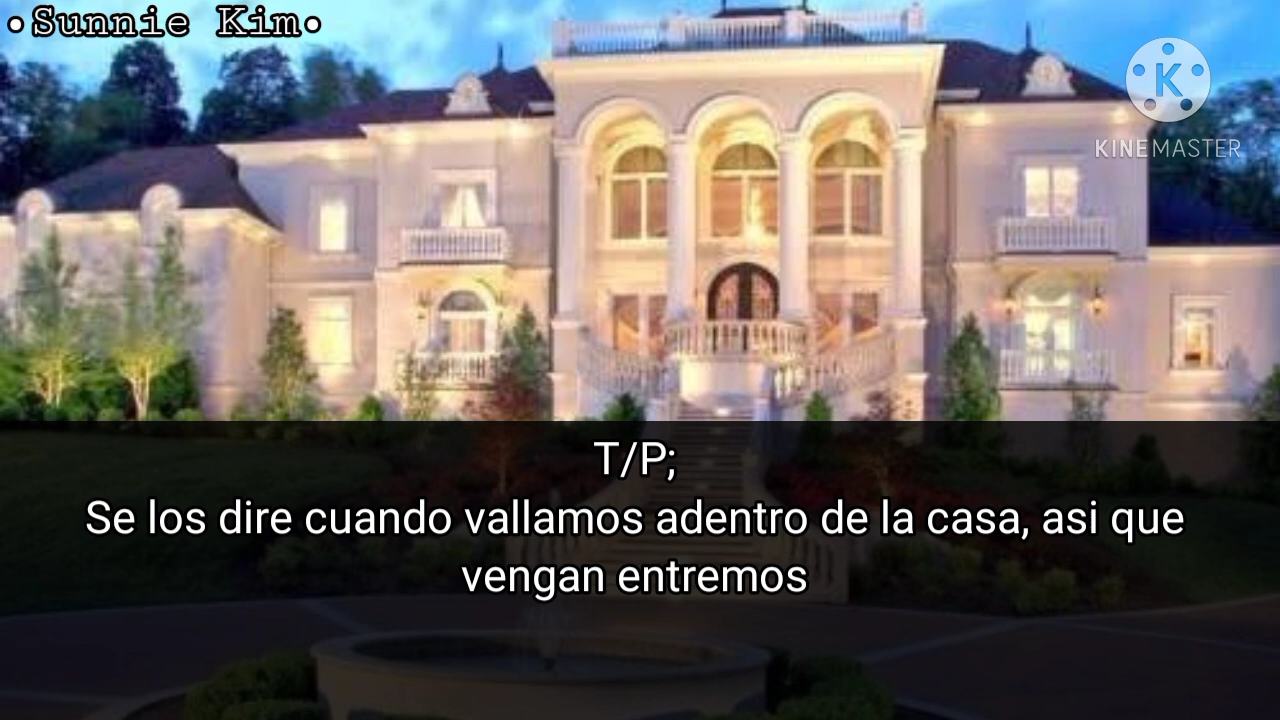 •Sunnie Kim•
K
KINEMASTER
T/P;
Se los dire cuando vallamos adentro de la casa, asi que
vengan entremos